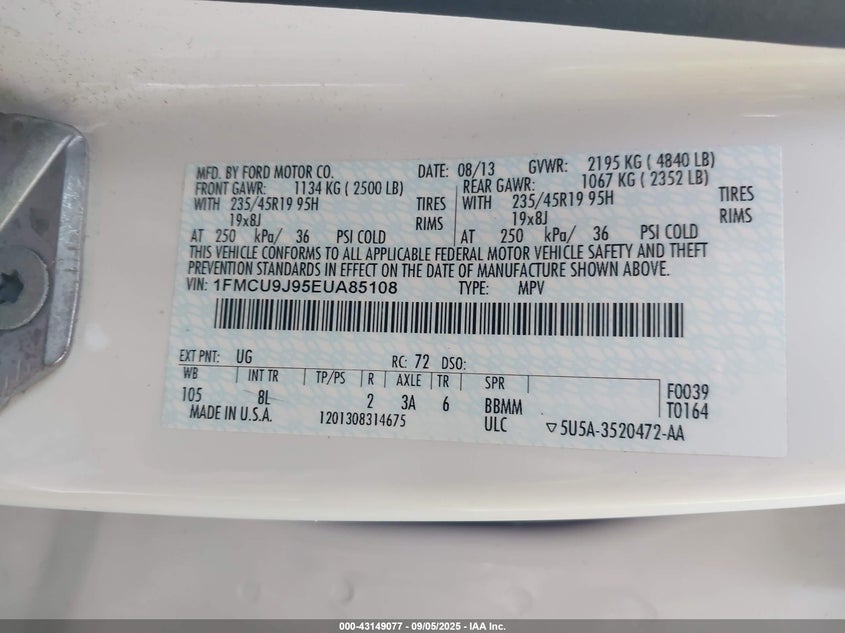 MFD. BY FORD MOTOR CO. DATE: 08/13 GVWR: 2195 KG ( 4840 LB)
FRONT GAWR: 1134 KG ( 2500 LB) REAR GAWR: 1067 KG ( 2352 LB)
WITH 235/45R19 95H TIRES WITH 235/45R19 95H TIRES
19x8J RIMS 19x8J RIMS
AT 250 kPa/ 36 PSI COLD AT 250 kPa/ 36 PSI COLD
THIS VEHICLE CONFORMS TO ALL APPLICABLE FEDERAL MOTOR VEHICLE SAFETY AND THEFT
PREVENTION STANDARDS IN EFFECT ON THE DATE OF MANUFACTURE SHOWN ABOVE.
VIN: 1FMCU9J95EUA85108 TYPE: MPV
EXT PNT: UG RC: 72 DSO:
WB INT TR TP/PS R AXLE TR SPR
105 8L 2 3A 6 BBMM F0039
MADE IN U.S.A. 1201308314675 ULC T0164
▽5U5A-3520472-AA
000-43149077 - 09/05/2025 - IAA Inc.